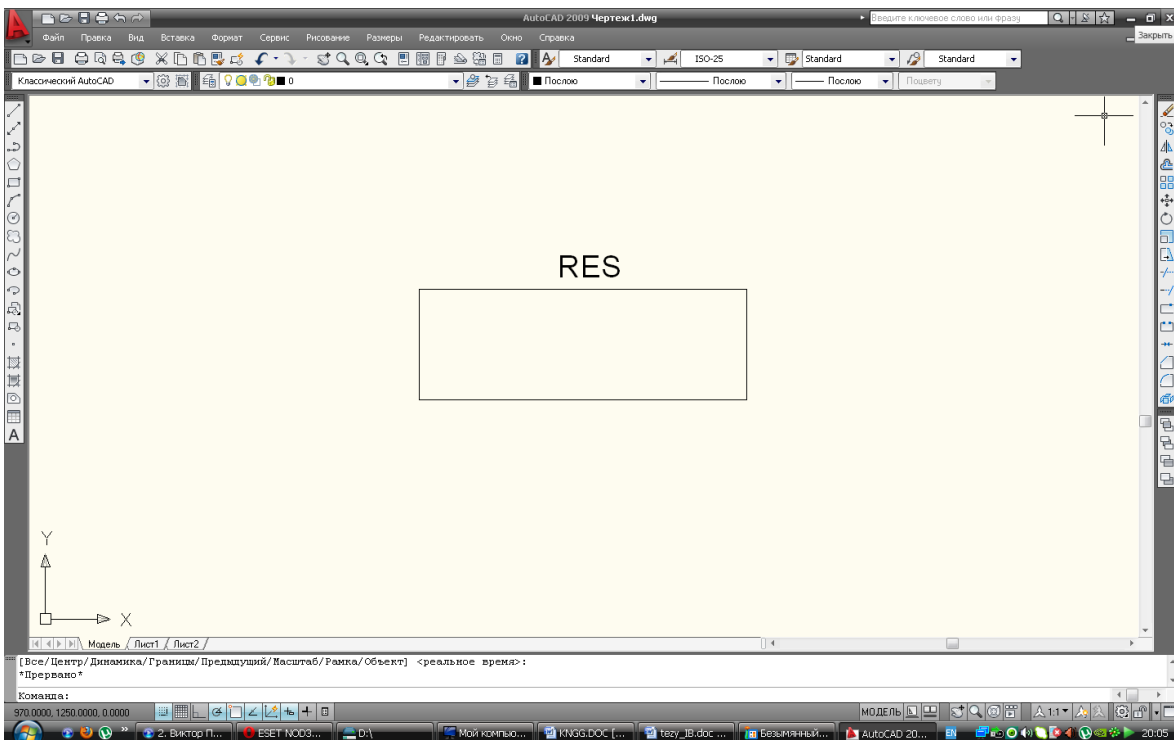 AutoCAD 2009 Чертеж1.dwg
Введите ключевое слово или фразу
Файл Правка Вид Вставка Формат Сервис Рисование Размеры Редактировать Окно Справка
Закрыть
Standard ISO-25 Standard Standard
Классический AutoCAD 0 Послою Послою Послою Поцвету
RES
Y
X
Модель Лист1 Лист2
[Все/Центр/Динамика/Границы/Предыдущий/Масштаб/Рамка/Объект] <реальное время>:
*Прервано*
Команда:
970.0000, 1250.0000, 0.0000 МОДЕЛЬ 1:1
2. Виктор П... ESET NOD3... D:\ Мой компью... KNGG.DOC [... tezy_IB.doc ... Безымянный... AutoCAD 20... EN 20:05